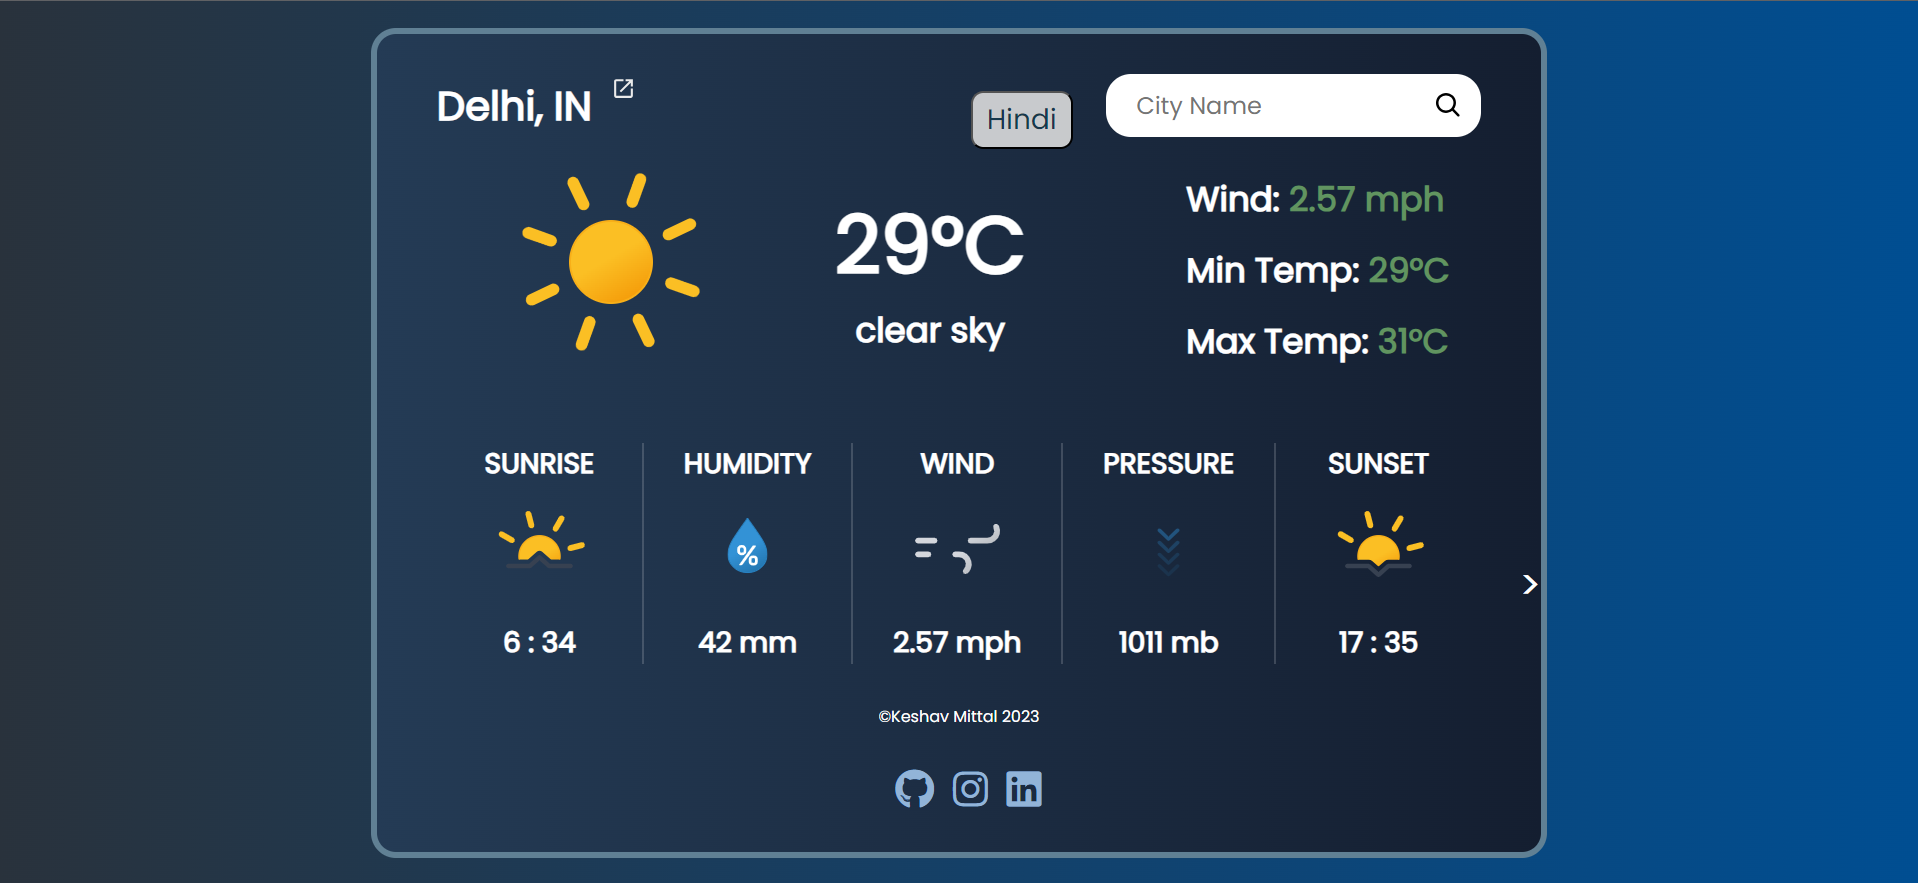 Delhi, IN
Hindi
City Name
29°C
clear sky
Wind: 2.57 mph
Min Temp: 29°C
Max Temp: 31°C
SUNRISE
6 : 34
HUMIDITY
%
42 mm
WIND
2.57 mph
PRESSURE
1011 mb
SUNSET
17 : 35
©Keshav Mittal 2023
in